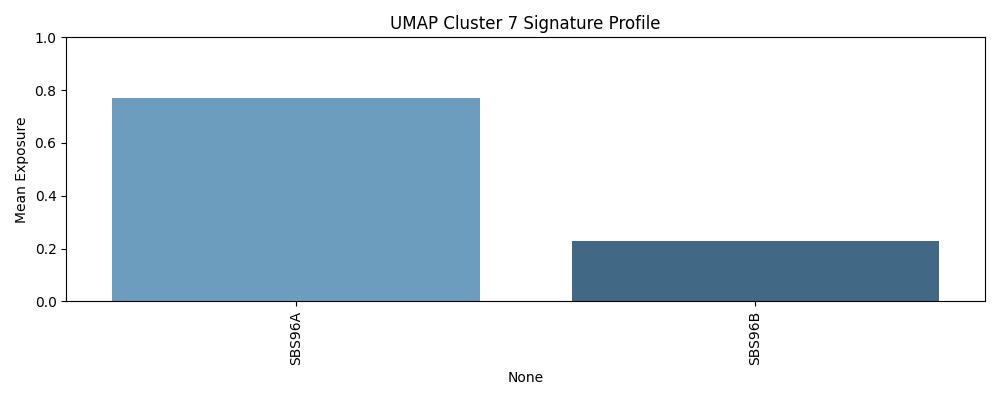 UMAP Cluster 7 Signature Profile
1.0
0.8
0.6
0.4
0.2
0.0
Mean Exposure
SBS96A
SBS96B
None